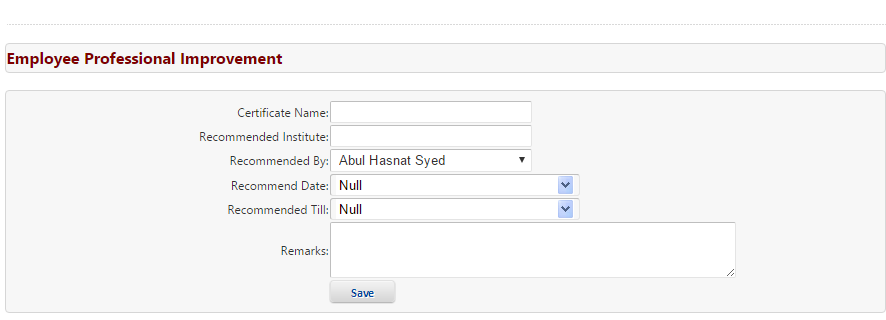 Employee Professional Improvement
Certificate Name:
Recommended Institute:
Recommended By: Abul Hasnat Syed
Recommend Date: Null
Recommended Till: Null
Remarks:
Save